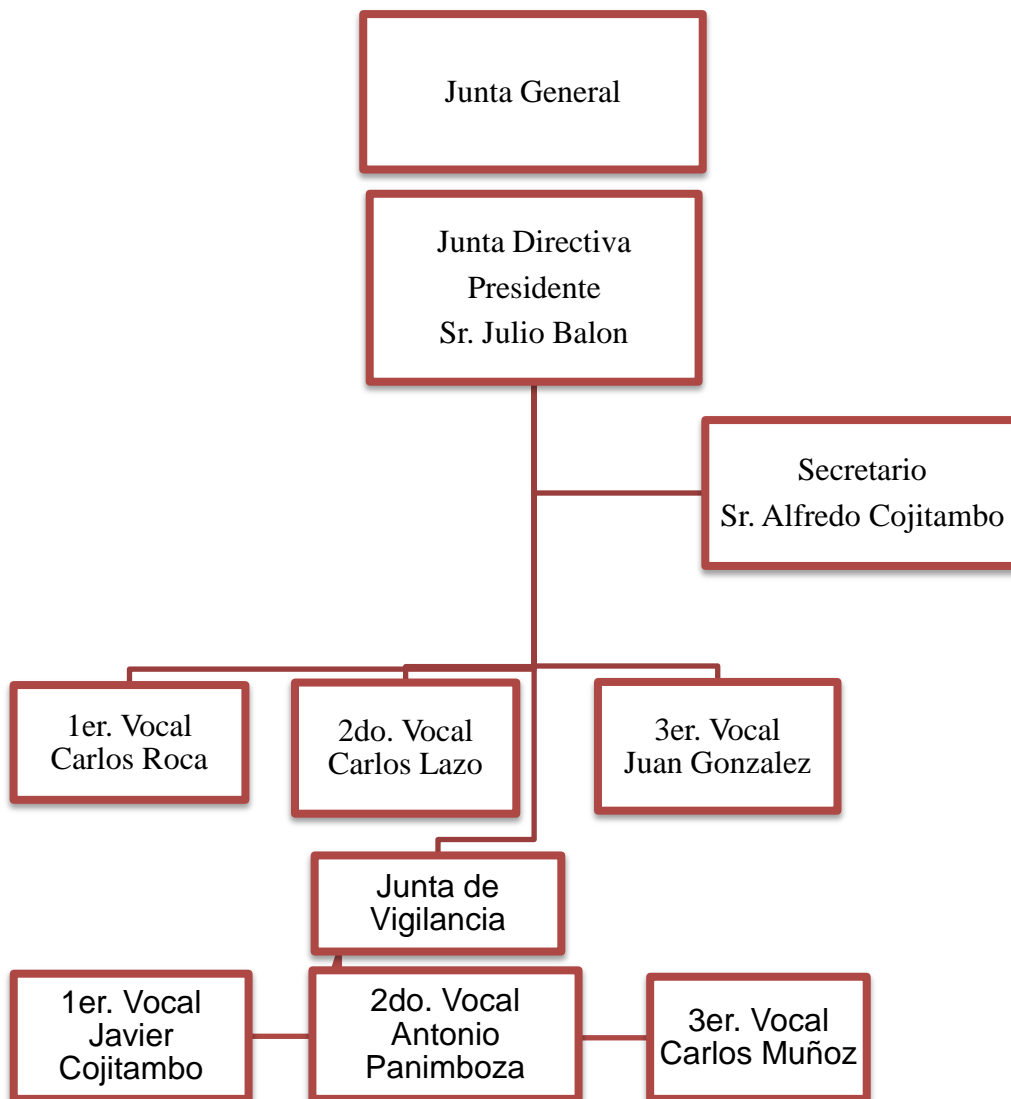 Junta General
Junta Directiva
Presidente
Sr. Julio Balon
Secretario
Sr. Alfredo Cojitambo
1er. Vocal
Carlos Roca
2do. Vocal
Carlos Lazo
3er. Vocal
Juan Gonzalez
Junta de
Vigilancia
1er. Vocal
Javier
Cojitambo
2do. Vocal
Antonio
Panimboza
3er. Vocal
Carlos Muñoz